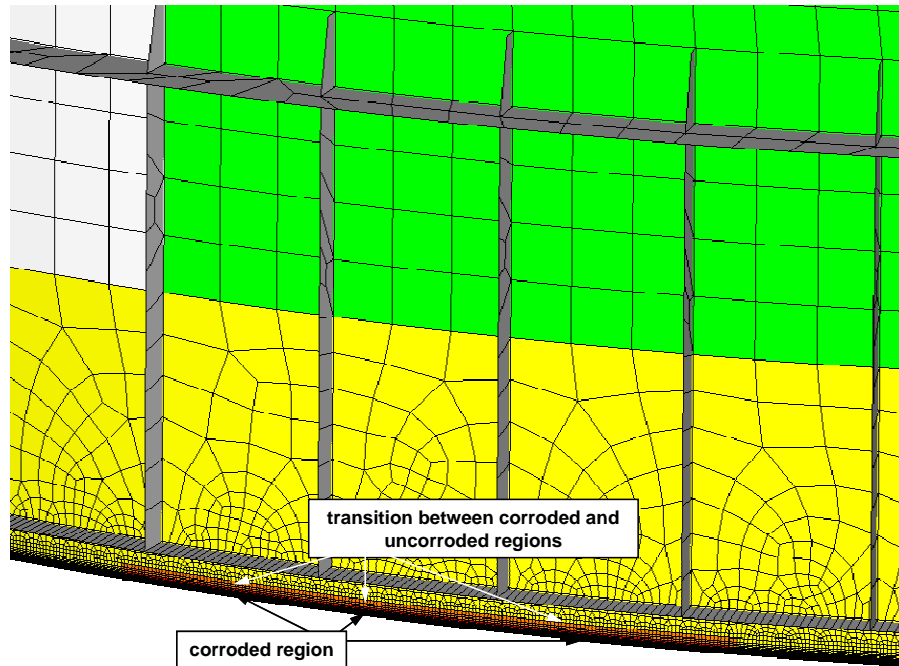 transition between corroded and
uncorroded regions
corroded region